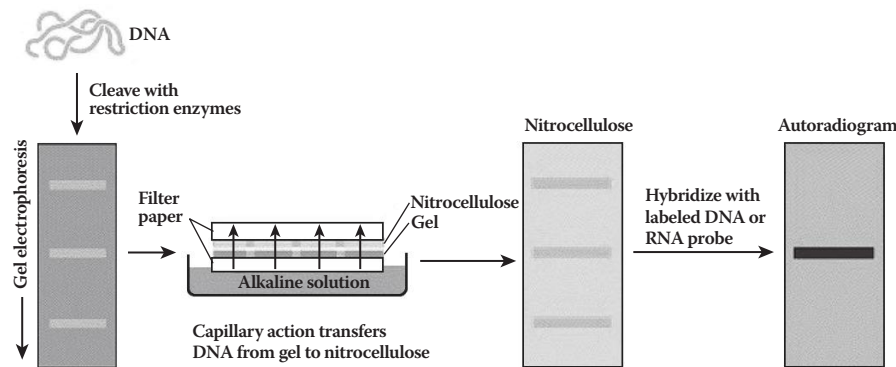 DNA
Cleave with
restriction enzymes
Gel electrophoresis
Filter
paper
Nitrocellulose
Gel
Alkaline solution
Capillary action transfers
DNA from gel to nitrocellulose
Nitrocellulose
Hybridize with
labeled DNA or
RNA probe
Autoradiogram